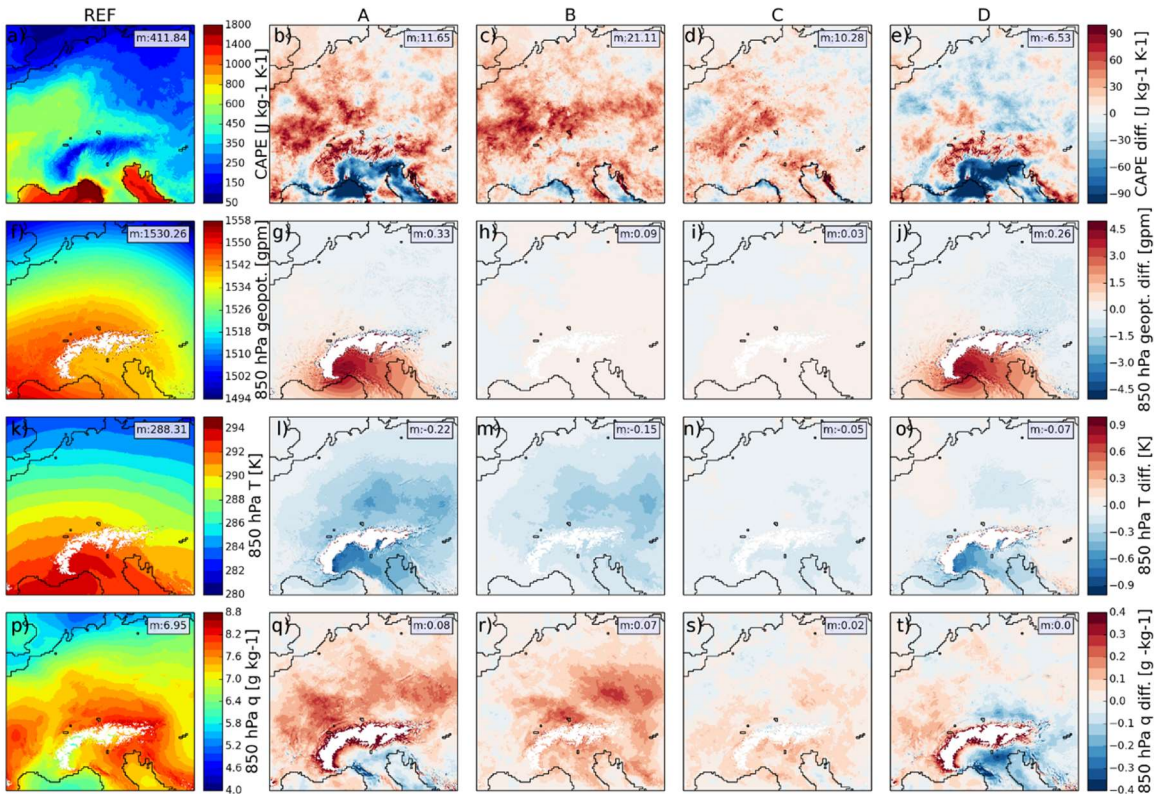 REF A B C D
a) m:411.84 b) m:11.65 c) m:21.11 d) m:10.28 e) m:-6.53
1800 1400 1000 800 600 450 350 250 150 50
CAPE [J kg-1 K-1]
90 60 30 0 −30 −60 −90
CAPE diff. [J kg-1 K-1]
f) m:1530.26 g) m:0.33 h) m:0.09 i) m:0.03 j) m:0.26
1558 1550 1542 1534 1526 1518 1510 1502 1494
850 hPa geopot. [gpm]
4.5 3.0 1.5 0.0 −1.5 −3.0 −4.5
850 hPa geopt. diff. [gpm]
k) m:288.31 l) m:-0.22 m) m:-0.15 n) m:-0.05 o) m:-0.07
294 292 290 288 286 284 282 280
850 hPa T [K]
0.9 0.6 0.3 0.0 −0.3 −0.6 −0.9
850 hPa T diff. [K]
p) m:6.95 q) m:0.08 r) m:0.07 s) m:0.02 t) m:0.0
8.8 8.2 7.6 7.0 6.4 5.8 5.2 4.6 4.0
850 hPa q [g kg-1]
0.4 0.3 0.2 0.1 0.0 −0.1 −0.2 −0.3 −0.4
850 hPa q diff. [g -kg-1]